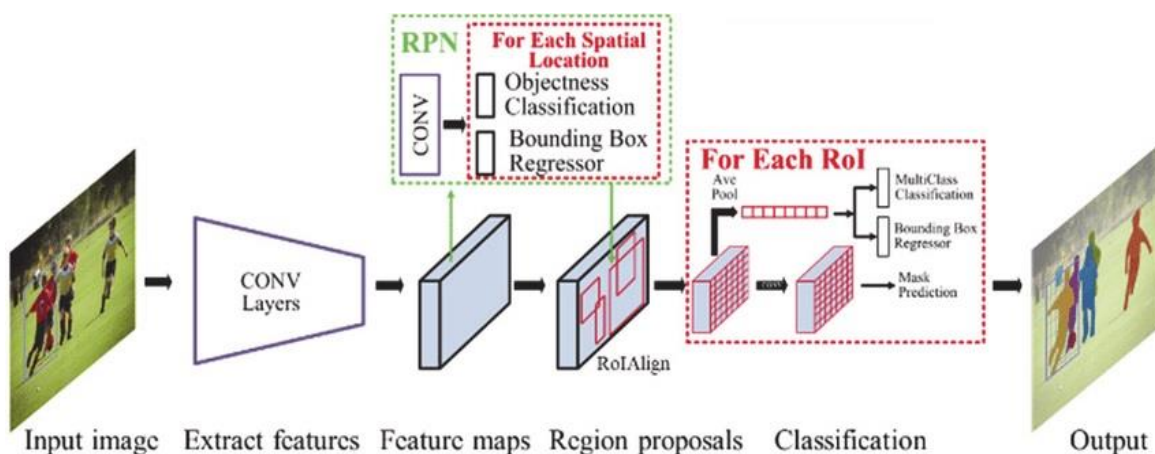 RPN
For Each Spatial
Location
CONV
Objectness
Classification
Bounding Box
Regressor
For Each RoI
Ave
Pool
MultiClass
Classification
Bounding Box
Regressor
CONV
Layers
conv
Mask
Prediction
RoIAlign
Input image
Extract features
Feature maps
Region proposals
Classification
Output